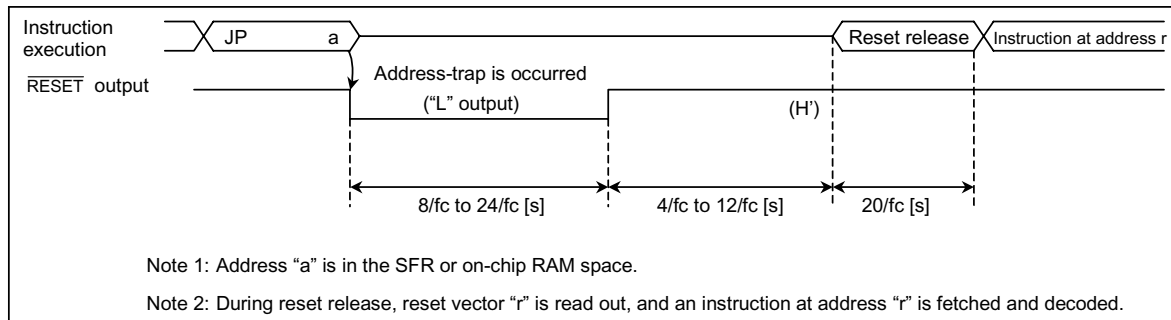 Instruction
execution
JP a
Reset release
Instruction at address r
RESET output
Address-trap is occurred
(“L” output)
(H’)
8/fc to 24/fc [s]
4/fc to 12/fc [s]
20/fc [s]
Note 1: Address “a” is in the SFR or on-chip RAM space.
Note 2: During reset release, reset vector “r” is read out, and an instruction at address “r” is fetched and decoded.